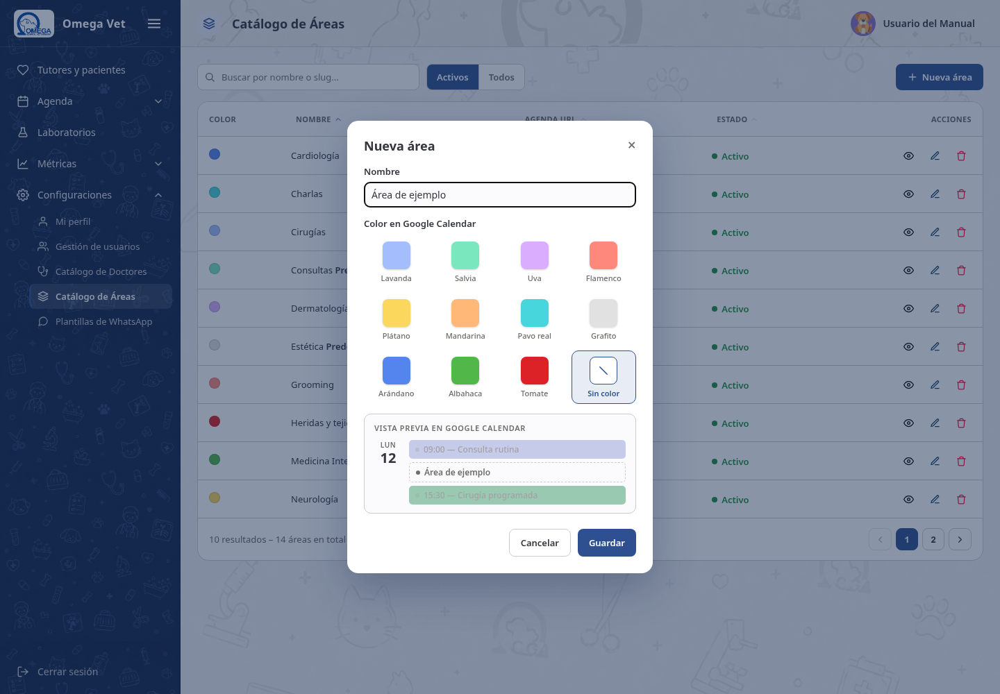 OMEGA
Omega Vet
Tutores y pacientes
Agenda
Laboratorios
Métricas
Configuraciones
Mi perfil
Gestión de usuarios
Catálogo de Doctores
Catálogo de Áreas
Plantillas de WhatsApp
Cerrar sesión
Catálogo de Áreas
Usuario del Manual
Buscar por nombre o slug...
Activos
Todos
Nueva área
COLOR
NOMBRE
AGENDA URL
ESTADO
ACCIONES
Cardiología
Activo
Charlas
Activo
Cirugías
Activo
Consultas Pre
Activo
Dermatología
Activo
Estética Pred
Activo
Grooming
Activo
Heridas y teji
Activo
Medicina Inte
Activo
Neurología
Activo
10 resultados – 14 áreas en total
1
2
Nueva área
×
Nombre
Área de ejemplo
Color en Google Calendar
Lavanda
Salvia
Uva
Flamenco
Plátano
Mandarina
Pavo real
Grafito
Arándano
Albahaca
Tomate
Sin color
VISTA PREVIA EN GOOGLE CALENDAR
LUN
12
09:00 — Consulta rutina
Área de ejemplo
15:30 — Cirugía programada
Cancelar
Guardar